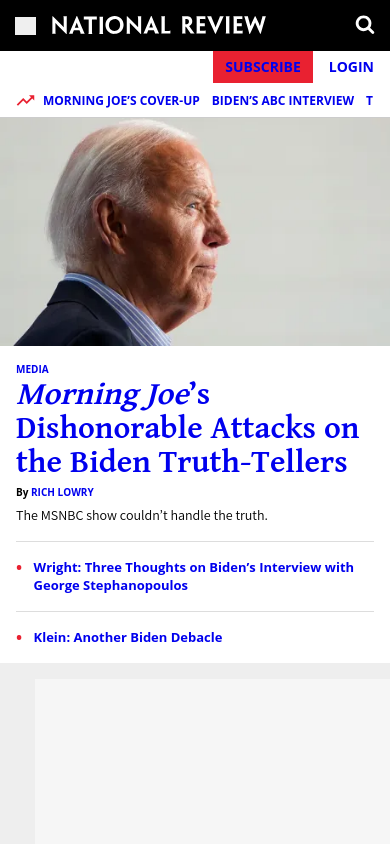 NATIONAL REVIEW
SUBSCRIBE LOGIN
MORNING JOE’S COVER-UP BIDEN’S ABC INTERVIEW T
MEDIA
Morning Joe’s
Dishonorable Attacks on
the Biden Truth-Tellers
By RICH LOWRY
The MSNBC show couldn’t handle the truth.
Wright: Three Thoughts on Biden’s Interview with
George Stephanopoulos
Klein: Another Biden Debacle